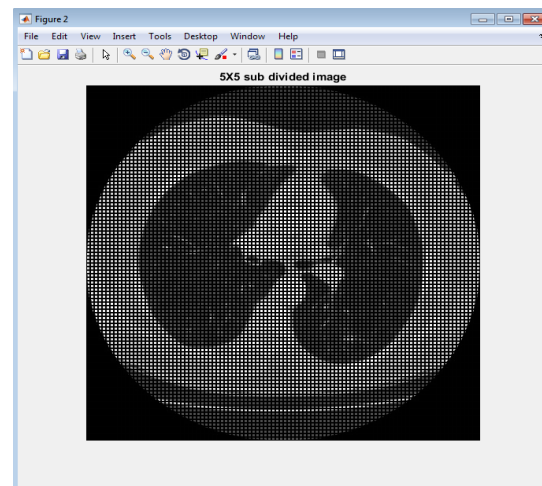 Figure 2
File Edit View Insert Tools Desktop Window Help
5X5 sub divided image